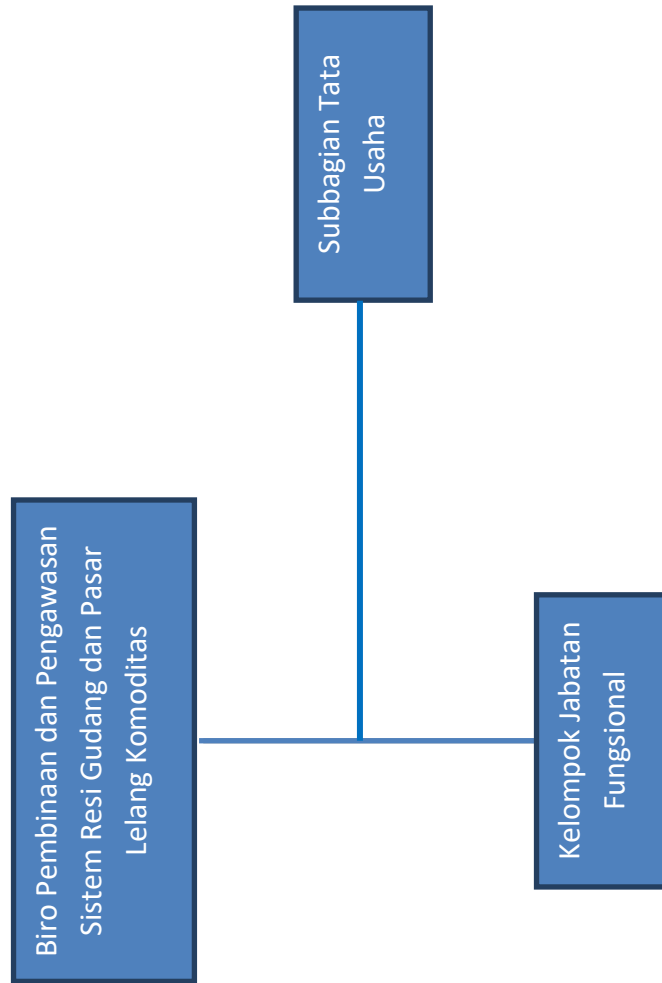 Biro Pembinaan dan Pengawasan
Sistem Resi Gudang dan Pasar
Lelang Komoditas
Subbagian Tata
Usaha
Kelompok Jabatan
Fungsional